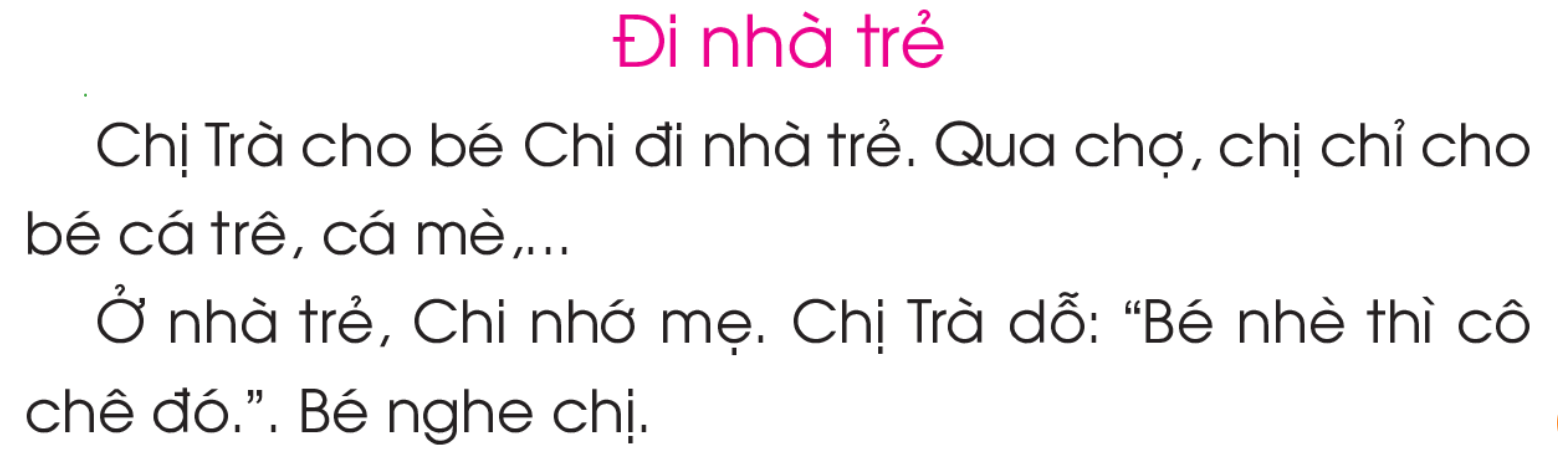 Đi nhà trẻ
Chị Trà cho bé Chi đi nhà trẻ. Qua chợ, chị chỉ cho
bé cá trê, cá mè,...
Ở nhà trẻ, Chi nhớ mẹ. Chị Trà dỗ: “Bé nhè thì cô
chê đó.”. Bé nghe chị.